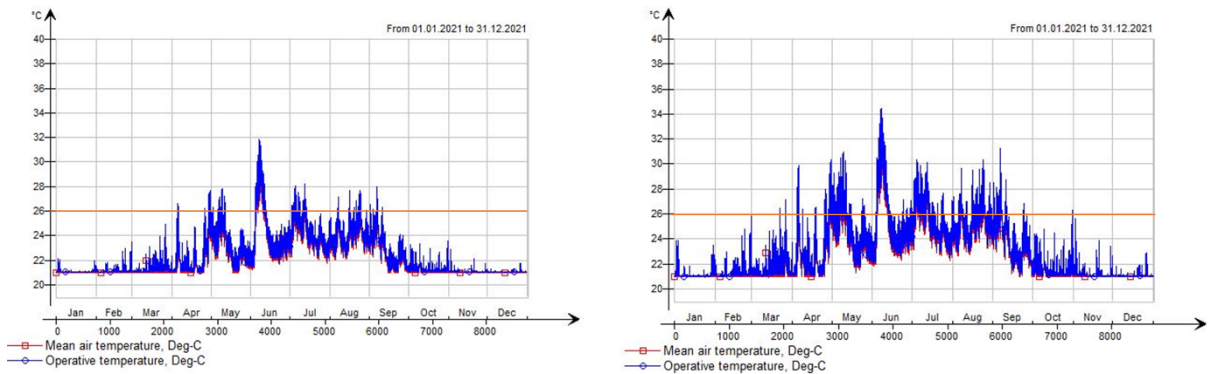 °C
From 01.01.2021 to 31.12.2021
40
38
36
34
32
30
28
26
24
22
20
Jan Feb Mar Apr May Jun Jul Aug Sep Oct Nov Dec
0 1000 2000 3000 4000 5000 6000 7000 8000
Mean air temperature, Deg-C
Operative temperature, Deg-C
°C
From 01.01.2021 to 31.12.2021
40
38
36
34
32
30
28
26
24
22
20
Jan Feb Mar Apr May Jun Jul Aug Sep Oct Nov Dec
0 1000 2000 3000 4000 5000 6000 7000 8000
Mean air temperature, Deg-C
Operative temperature, Deg-C